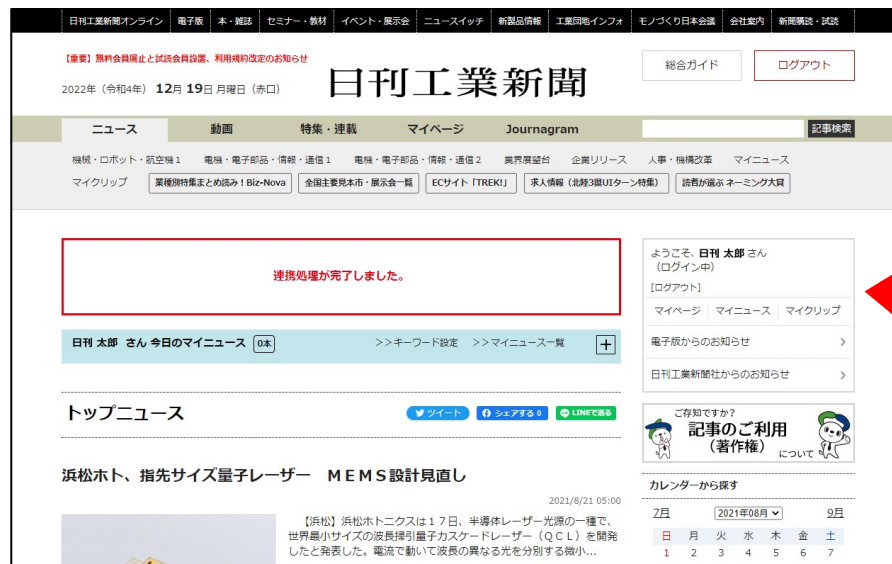 日刊工業新聞オンライン 電子版 本・雑誌 セミナー・教材 イベント・展示会 ニュースイッチ 新製品情報 工業団地インフォ モノづくり日本会議 会社案内 新聞購読・試読
【重要】無料会員廃止と試読会員設置、利用規約改定のお知らせ
2022年（令和4年） 12月 19日 月曜日（赤口）
日刊工業新聞
総合ガイド ログアウト
ニュース 動画 特集・連載 マイページ Journagram 記事検索
機械・ロボット・航空機1 電機・電子部品・情報・通信1 電機・電子部品・情報・通信2 業界展望台 企業リリース 人事・機構改革 マイニュース
マイクリップ 業種別特集まとめ読み！Biz-Nova 全国主要見本市・展示会一覧 ECサイト「TREK!」 求人情報（北陸3県UIターン特集） 読者が選ぶ ネーミング大賞
連携処理が完了しました。
日刊 太郎 さん 今日のマイニュース 0本 >>キーワード設定 >>マイニュース一覧 +
トップニュース
ツイート シェアする 0 LINEで送る
浜松ホト、指先サイズ量子レーザー ＭＥＭＳ設計見直し
2021/8/21 05:00
【浜松】浜松ホトニクスは１７日、半導体レーザー光源の一種で、
世界最小サイズの波長掃引量子カスケードレーザー（ＱＣＬ）を開発
したと発表した。電流で動いて波長の異なる光を分別する微小…
ようこそ、日刊 太郎 さん
（ログイン中）
[ログアウト]
マイページ マイニュース マイクリップ
電子版からのお知らせ
日刊工業新聞社からのお知らせ
ご存知ですか？
記事のご利用
（著作権）
について
カレンダーから探す
7月 2021年08月 9月
日 月 火 水 木 金 土
1 2 3 4 5 6 7